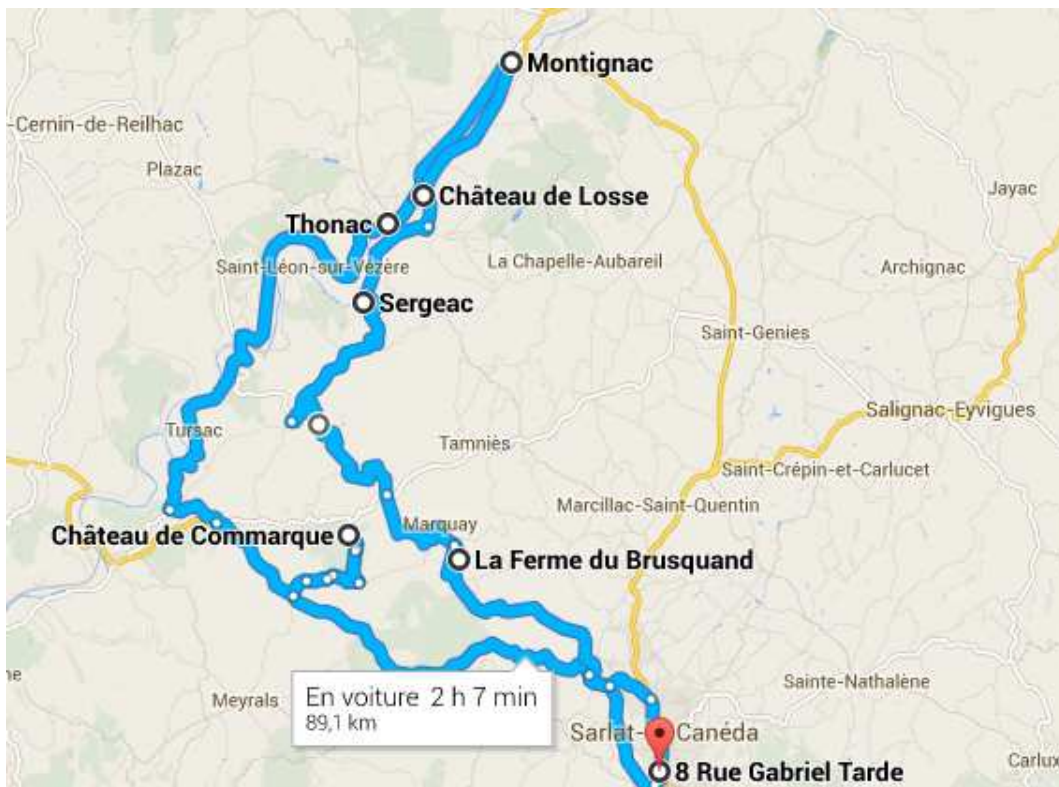 Montignac
-Cernin-de-Reilhac
Plazac
Jayac
Château de Losse
Thonac
Saint-Léon-sur-Vézère
La Chapelle-Aubareil
Archignac
Sergeac
Saint-Genies
Salignac-Eyvigues
Tursac
Tamniès
Saint-Crépin-et-Carlucet
Marcillac-Saint-Quentin
Marquay
Château de Commarque
La Ferme du Brusquand
Meyrals
En voiture 2 h 7 min
89,1 km
Sainte-Nathalène
Sarlat- Canéda
Carlux
8 Rue Gabriel Tarde